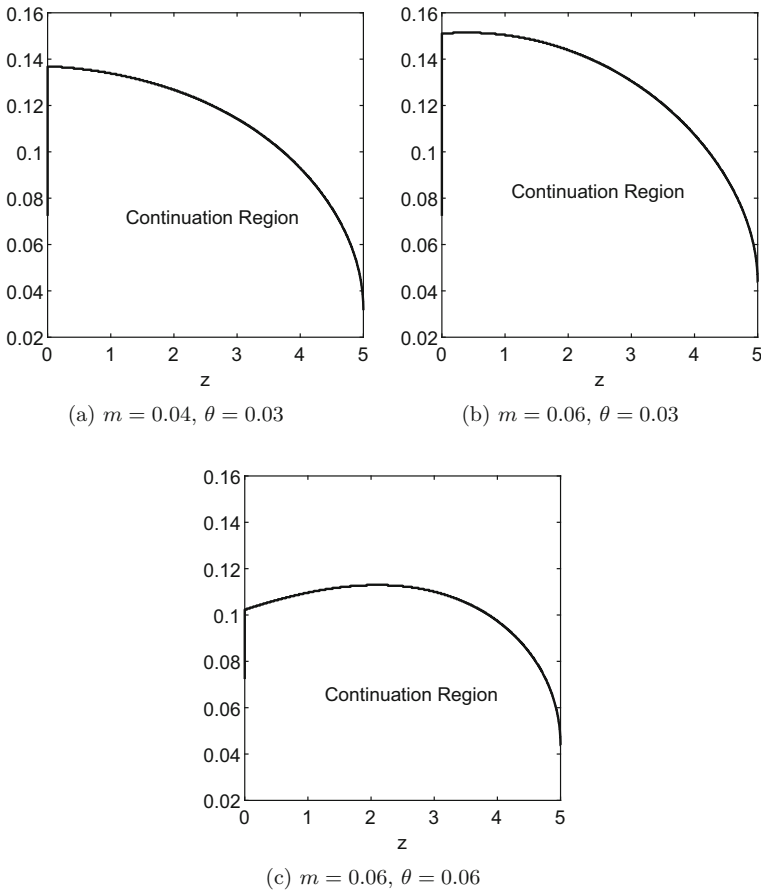 0.16
0.14
0.12
0.1
0.08
0.06
0.04
0.02
Continuation Region
0 1 2 3 4 5
z
(a) m = 0.04, θ = 0.03
0.16
0.14
0.12
0.1
0.08
0.06
0.04
0.02
Continuation Region
0 1 2 3 4 5
z
(b) m = 0.06, θ = 0.03
0.16
0.14
0.12
0.1
0.08
0.06
0.04
0.02
Continuation Region
0 1 2 3 4 5
z
(c) m = 0.06, θ = 0.06